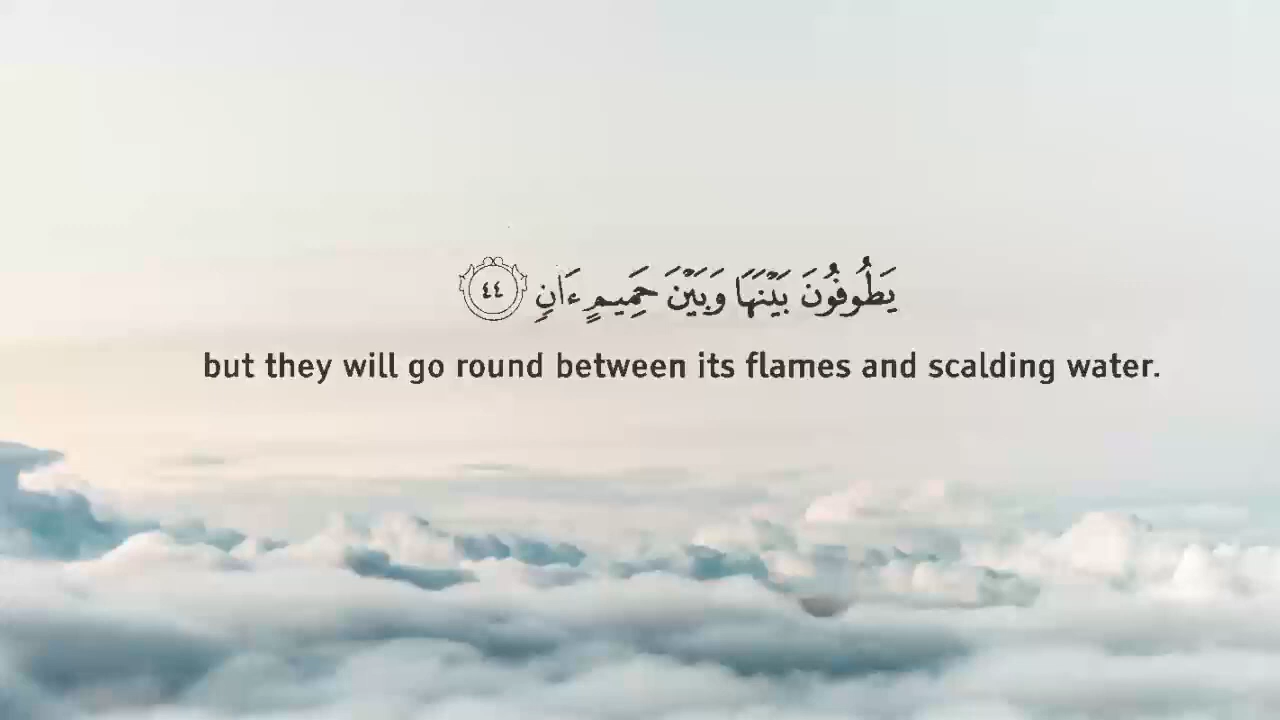 يَطُوفُونَ بَيْنَهَا وَبَيْنَ حَمِيمٍ ءَانٍ ٤٤
but they will go round between its flames and scalding water.